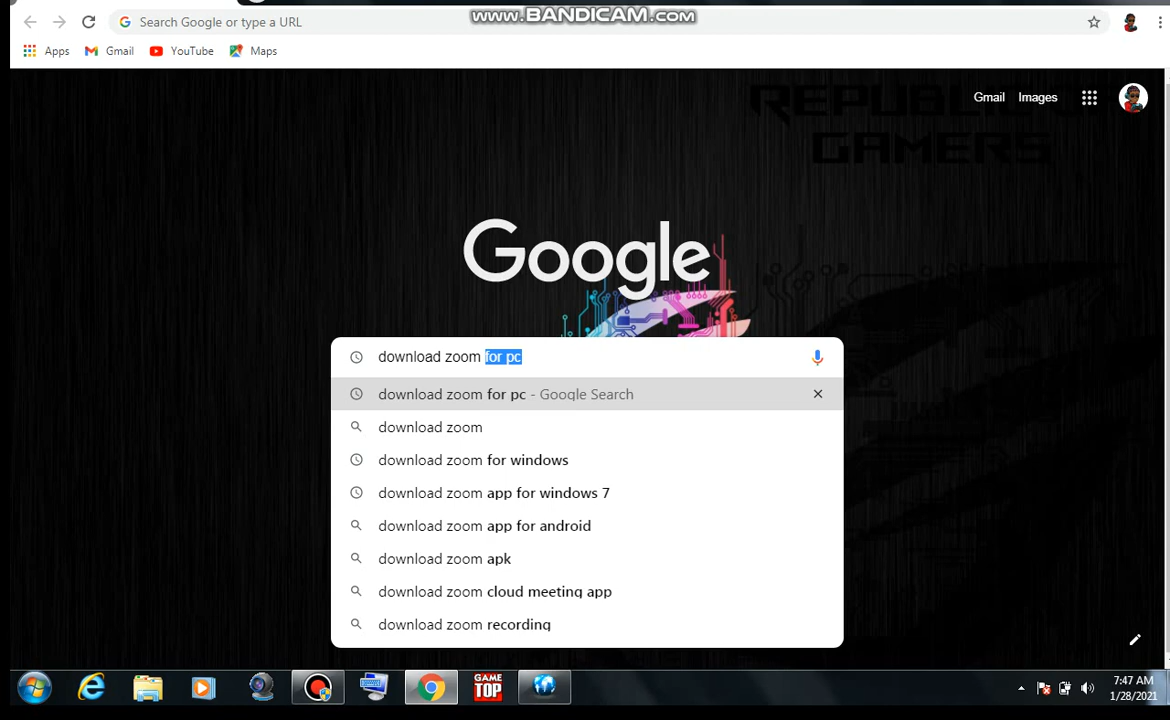 Search Google or type a URL
www.BANDICAM.com
Apps
Gmail
YouTube
Maps
Gmail
Images
REPUBLIC OF
GAMERS
Google
download zoom for pc
download zoom for pc - Google Search
download zoom
download zoom for windows
download zoom app for windows 7
download zoom app for android
download zoom apk
download zoom cloud meeting app
download zoom recording
GAME
TOP
7:47 AM
1/28/2021